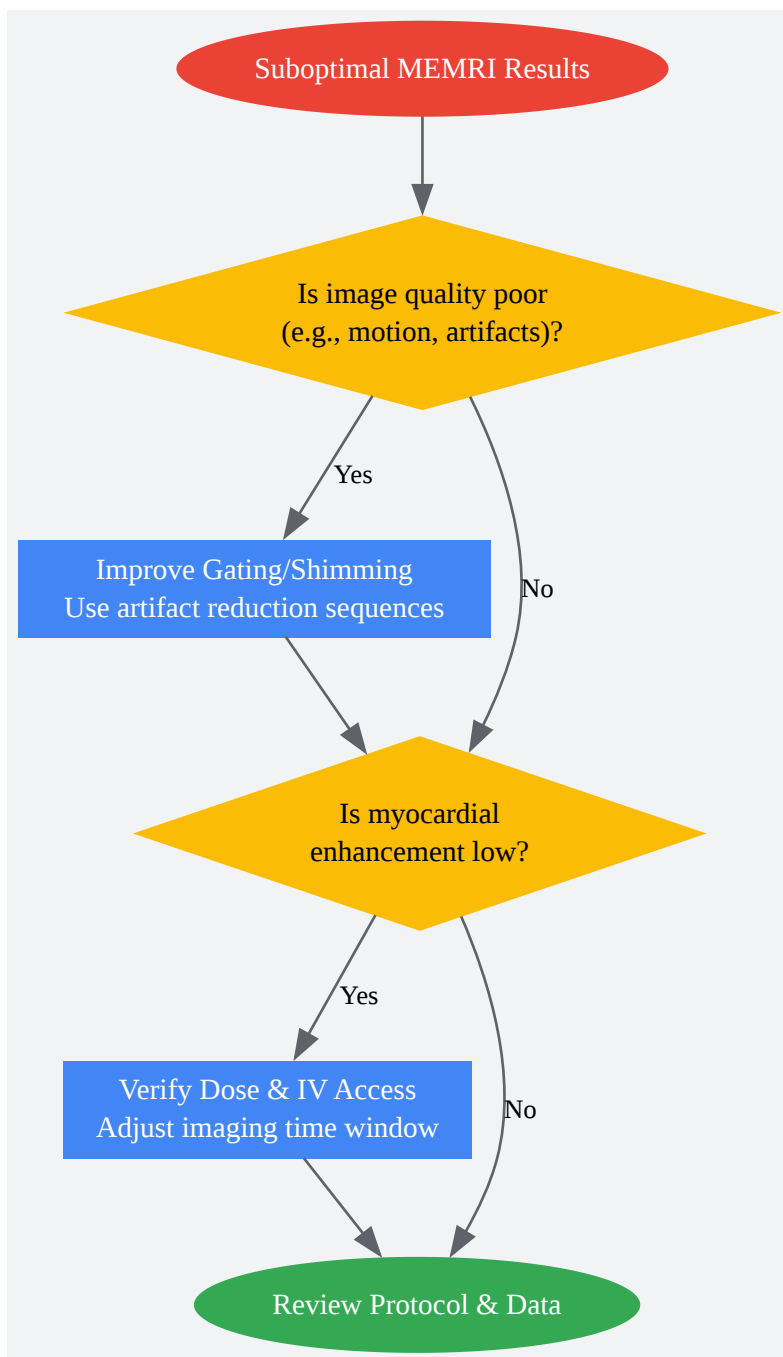 Suboptimal MEMRI Results
Is image quality poor
(e.g., motion, artifacts)?
Yes
Improve Gating/Shimming
Use artifact reduction sequences
No
Is myocardial
enhancement low?
Yes
Verify Dose & IV Access
Adjust imaging time window
No
Review Protocol & Data